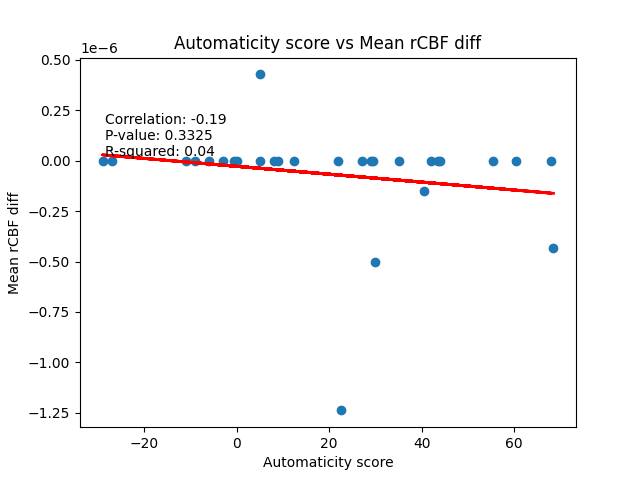 Automaticity score vs Mean rCBF diff
1e−6
0.50
0.25
0.00
−0.25
−0.50
−0.75
−1.00
−1.25
Mean rCBF diff
Correlation: -0.19
P-value: 0.3325
R-squared: 0.04
−20
0
20
40
60
Automaticity score